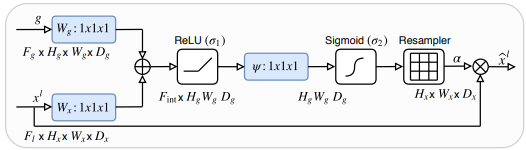 g
W_g : 1x1x1
F_g x H_g x W_g x D_g
ReLU (σ_1)
Sigmoid (σ_2)
Resampler
ψ : 1x1x1
α
x̂^l
x^l
W_x : 1x1x1
F_int x H_g W_g D_g
H_g W_g D_g
H_x x W_x x D_x
F_l x H_x x W_x x D_x